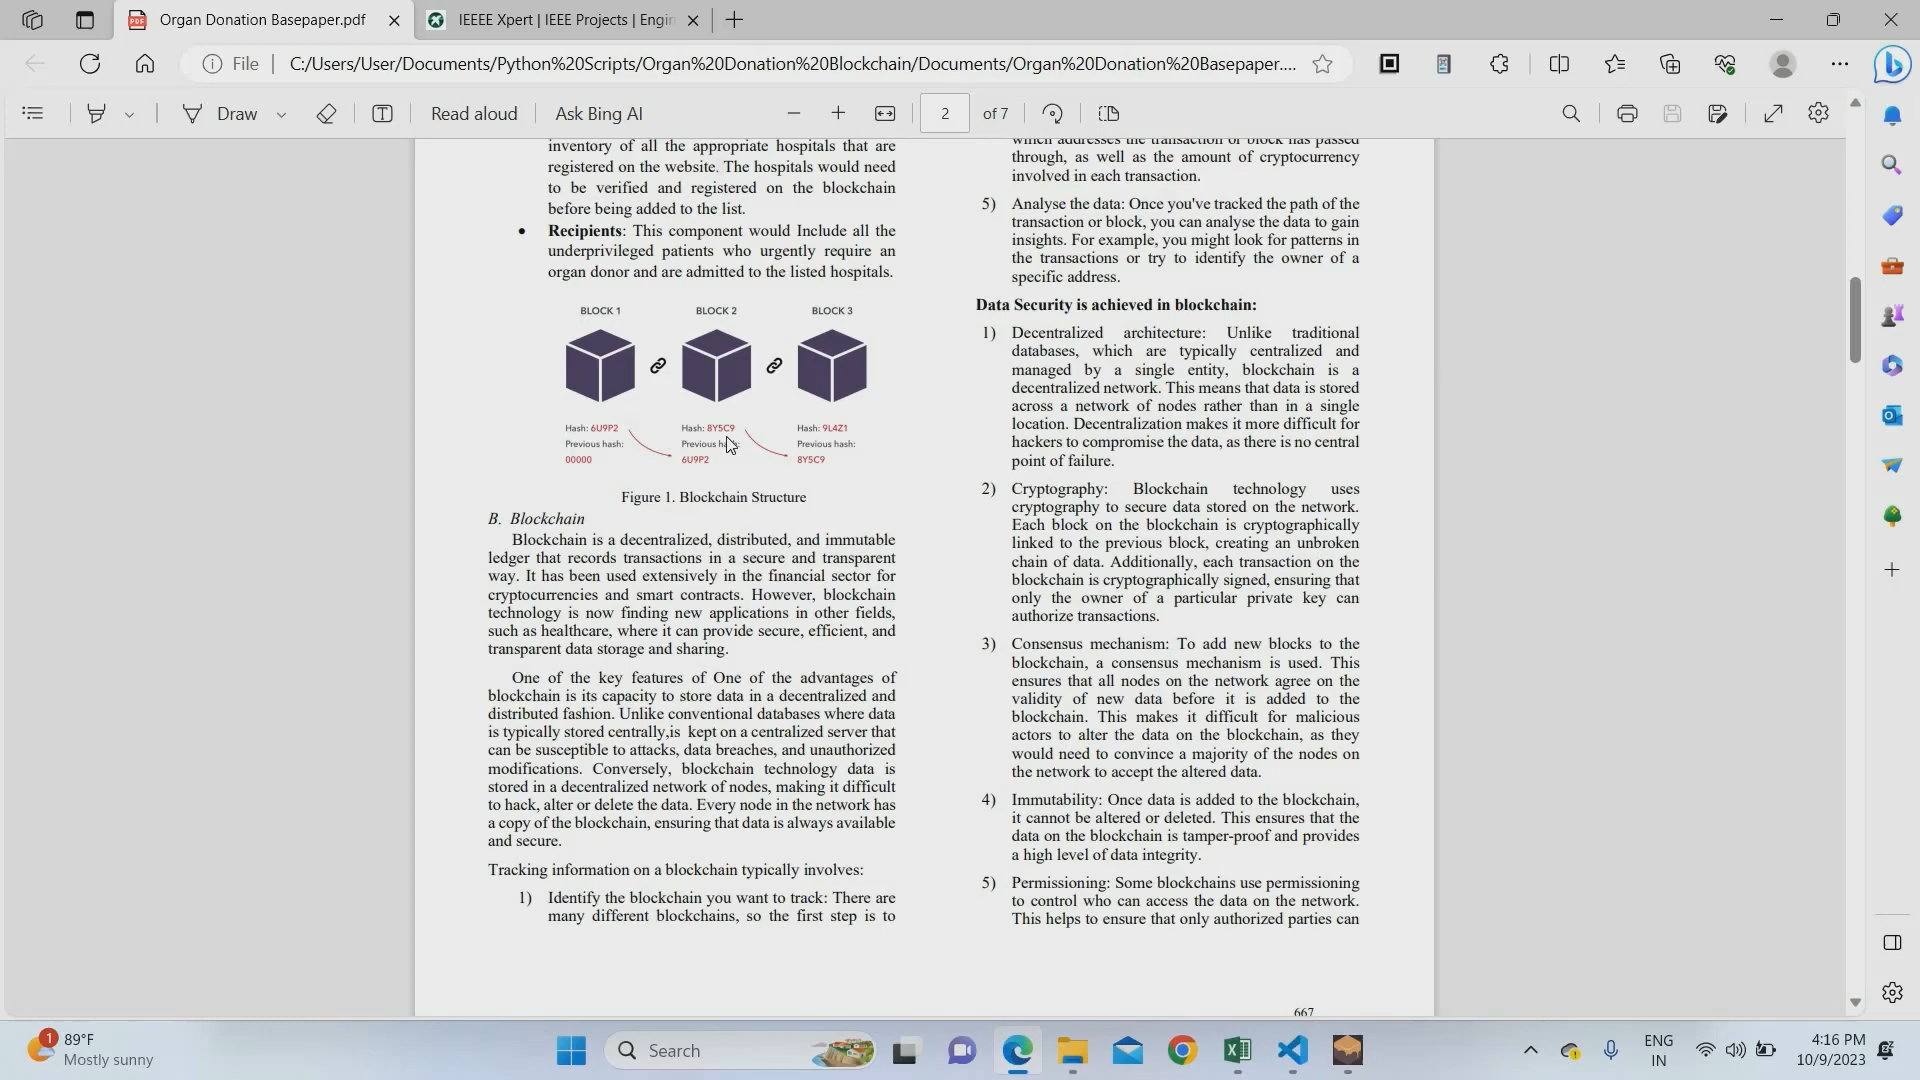 Organ Donation Basepaper.pdf
IEEEE Xpert | IEEE Projects | Engin
File
C:/Users/User/Documents/Python%20Scripts/Organ%20Donation%20Blockchain/Documents/Organ%20Donation%20Basepaper....
Draw
Read aloud
Ask Bing AI
2 of 7
inventory of all the appropriate hospitals that are
registered on the website. The hospitals would need
to be verified and registered on the blockchain
before being added to the list.
• Recipients: This component would Include all the
underprivileged patients who urgently require an
organ donor and are admitted to the listed hospitals.
BLOCK 1 BLOCK 2 BLOCK 3
Hash: 6U9P2 Hash: 8Y5C9 Hash: 9L4Z1
Previous hash: Previous hash: Previous hash:
00000 6U9P2 8Y5C9
Figure 1. Blockchain Structure
B. Blockchain
Blockchain is a decentralized, distributed, and immutable
ledger that records transactions in a secure and transparent
way. It has been used extensively in the financial sector for
cryptocurrencies and smart contracts. However, blockchain
technology is now finding new applications in other fields,
such as healthcare, where it can provide secure, efficient, and
transparent data storage and sharing.
One of the key features of One of the advantages of
blockchain is its capacity to store data in a decentralized and
distributed fashion. Unlike conventional databases where data
is typically stored centrally,is kept on a centralized server that
can be susceptible to attacks, data breaches, and unauthorized
modifications. Conversely, blockchain technology data is
stored in a decentralized network of nodes, making it difficult
to hack, alter or delete the data. Every node in the network has
a copy of the blockchain, ensuring that data is always available
and secure.
Tracking information on a blockchain typically involves:
1) Identify the blockchain you want to track: There are
many different blockchains, so the first step is to
which addresses the transaction or block has passed
through, as well as the amount of cryptocurrency
involved in each transaction.
5) Analyse the data: Once you've tracked the path of the
transaction or block, you can analyse the data to gain
insights. For example, you might look for patterns in
the transactions or try to identify the owner of a
specific address.
Data Security is achieved in blockchain:
1) Decentralized architecture: Unlike traditional
databases, which are typically centralized and
managed by a single entity, blockchain is a
decentralized network. This means that data is stored
across a network of nodes rather than in a single
location. Decentralization makes it more difficult for
hackers to compromise the data, as there is no central
point of failure.
2) Cryptography: Blockchain technology uses
cryptography to secure data stored on the network.
Each block on the blockchain is cryptographically
linked to the previous block, creating an unbroken
chain of data. Additionally, each transaction on the
blockchain is cryptographically signed, ensuring that
only the owner of a particular private key can
authorize transactions.
3) Consensus mechanism: To add new blocks to the
blockchain, a consensus mechanism is used. This
ensures that all nodes on the network agree on the
validity of new data before it is added to the
blockchain. This makes it difficult for malicious
actors to alter the data on the blockchain, as they
would need to convince a majority of the nodes on
the network to accept the altered data.
4) Immutability: Once data is added to the blockchain,
it cannot be altered or deleted. This ensures that the
data on the blockchain is tamper-proof and provides
a high level of data integrity.
5) Permissioning: Some blockchains use permissioning
to control who can access the data on the network.
This helps to ensure that only authorized parties can
667
1
89°F
Mostly sunny
Search
ENG
IN
4:16 PM
10/9/2023